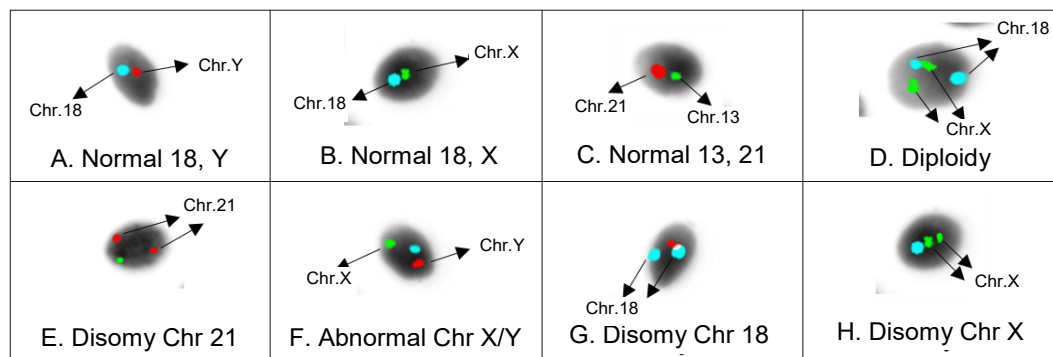 Chr.Y
Chr.18
A. Normal 18, Y
Chr.X
Chr.18
B. Normal 18, X
Chr.21
Chr.13
C. Normal 13, 21
Chr.18
Chr.X
D. Diploidy
Chr.21
E. Disomy Chr 21
Chr.Y
Chr.X
F. Abnormal Chr X/Y
Chr.18
G. Disomy Chr 18
Chr.X
H. Disomy Chr X